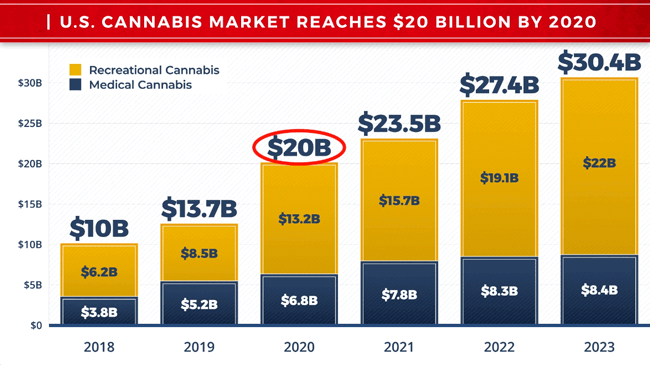 | U.S. CANNABIS MARKET REACHES $20 BILLION BY 2020
Recreational Cannabis
Medical Cannabis
$30B
$25B
$20B
$15B
$10B
$5B
$0
$10B
$6.2B
$3.8B
2018
$13.7B
$8.5B
$5.2B
2019
$20B
$13.2B
$6.8B
2020
$23.5B
$15.7B
$7.8B
2021
$27.4B
$19.1B
$8.3B
2022
$30.4B
$22B
$8.4B
2023